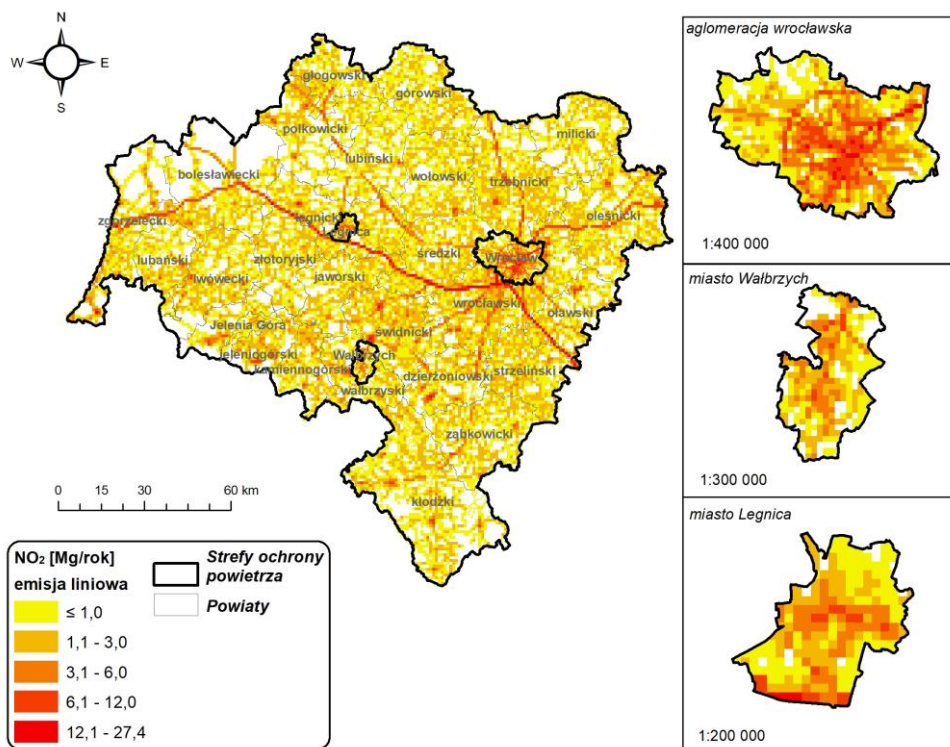 N
W E
S
głogowski
górowski
polkowicki
milicki
lubiński
bolesławiecki
wołowski
trzebnicki
legnicki
oleśnicki
zgorzelecki
Legnica
lubański
złotoryjski
średzki
Wrocław
lwówecki
jaworski
wrocławski
oławski
Jelenia Góra
świdnicki
jeleniogórski
Wałbrzych
kamiennogórski
dzierżoniowski
strzeliński
wałbrzyski
ząbkowicki
kłodzki
0 15 30 60 km
NO₂ [Mg/rok]
emisja liniowa
≤ 1,0
1,1 - 3,0
3,1 - 6,0
6,1 - 12,0
12,1 - 27,4
Strefy ochrony
powietrza
Powiaty
aglomeracja wrocławska
1:400 000
miasto Wałbrzych
1:300 000
miasto Legnica
1:200 000